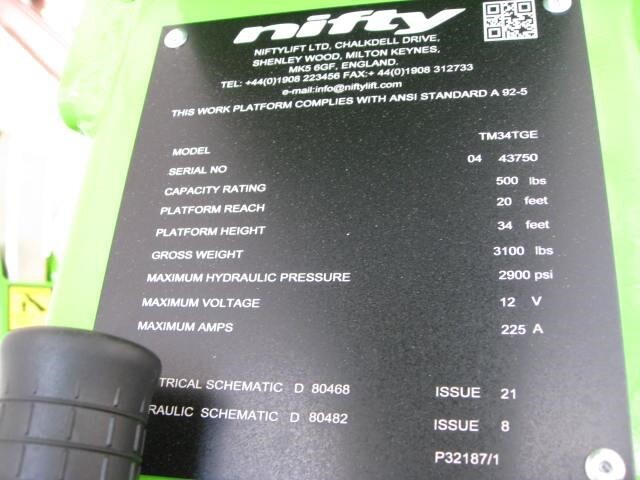 nifty
NIFTYLIFT LTD, CHALKDELL DRIVE,
SHENLEY WOOD, MILTON KEYNES,
MK5 6GF, ENGLAND.
TEL: +44(0)1908 223456 FAX:+ 44(0)1908 312733
e-mail:info@niftylift.com
THIS WORK PLATFORM COMPLIES WITH ANSI STANDARD A 92-5
MODEL TM34TGE
SERIAL NO 04 43750
CAPACITY RATING 500 lbs
PLATFORM REACH 20 feet
PLATFORM HEIGHT 34 feet
GROSS WEIGHT 3100 lbs
MAXIMUM HYDRAULIC PRESSURE 2900 psi
MAXIMUM VOLTAGE 12 V
MAXIMUM AMPS 225 A
TRICAL SCHEMATIC D 80468 ISSUE 21
RAULIC SCHEMATIC D 80482 ISSUE 8
P32187/1